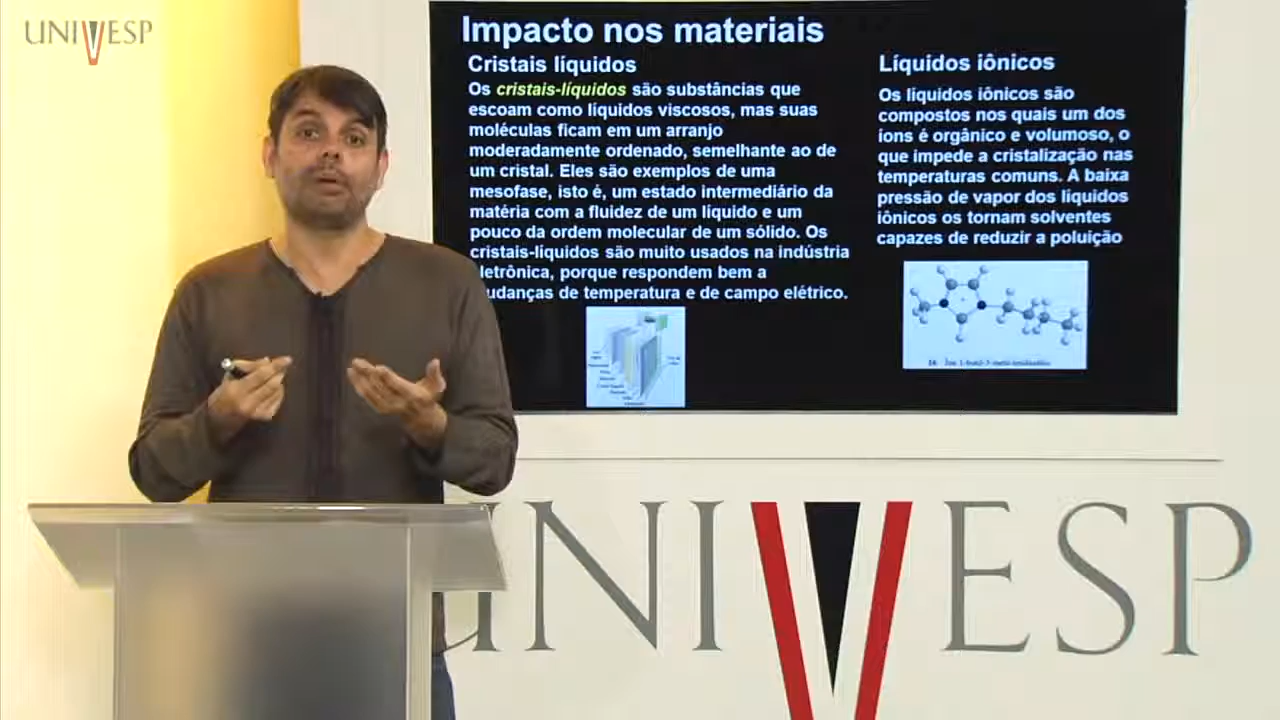 UNIVESP
Impacto nos materiais
Cristais líquidos
Os cristais-líquidos são substâncias que
escoam como líquidos viscosos, mas suas
moléculas ficam em um arranjo
moderadamente ordenado, semelhante ao de
um cristal. Eles são exemplos de uma
mesofase, isto é, um estado intermediário da
matéria com a fluidez de um líquido e um
pouco da ordem molecular de um sólido. Os
cristais-líquidos são muito usados na indústria
letrônica, porque respondem bem a
udanças de temperatura e de campo elétrico.
Líquidos iônicos
Os líquidos iônicos são
compostos nos quais um dos
íons é orgânico e volumoso, o
que impede a cristalização nas
temperaturas comuns. A baixa
pressão de vapor dos líquidos
iônicos os tornam solventes
capazes de reduzir a poluição
UNIVESP